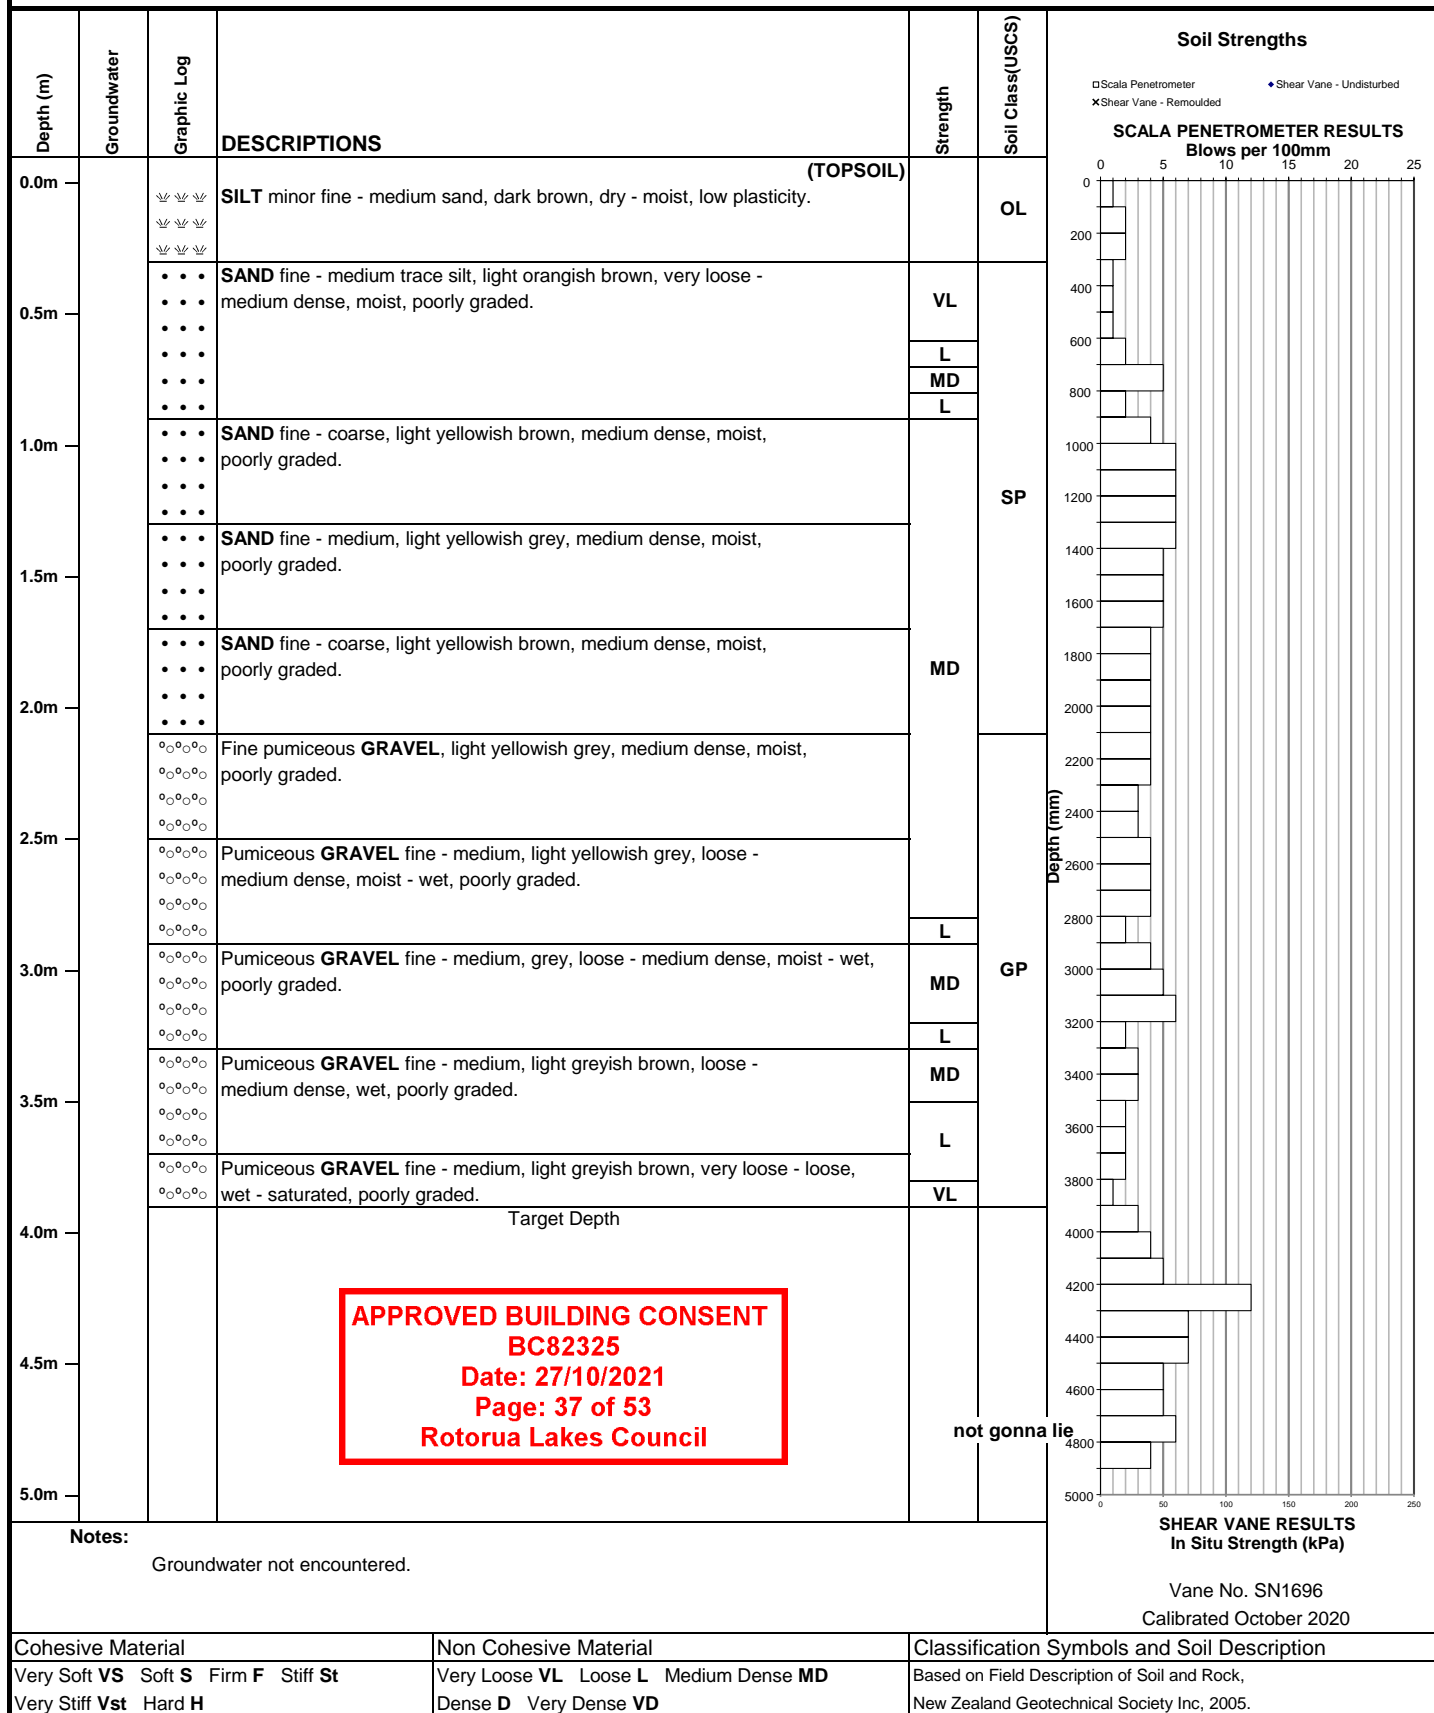 Depth (m)
Groundwater
Graphic Log
DESCRIPTIONS
Strength
Soil Class(USCS)
Soil Strengths
Scala Penetrometer
Shear Vane - Undisturbed
Shear Vane - Remoulded
SCALA PENETROMETER RESULTS
Blows per 100mm
0 5 10 15 20 25
0.0m
(TOPSOIL)
SILT minor fine - medium sand, dark brown, dry - moist, low plasticity.
OL
SAND fine - medium trace silt, light orangish brown, very loose -
medium dense, moist, poorly graded.
0.5m
VL
L
MD
L
SAND fine - coarse, light yellowish brown, medium dense, moist,
poorly graded.
1.0m
SP
SAND fine - medium, light yellowish grey, medium dense, moist,
poorly graded.
1.5m
SAND fine - coarse, light yellowish brown, medium dense, moist,
poorly graded.
MD
2.0m
Fine pumiceous GRAVEL, light yellowish grey, medium dense, moist,
poorly graded.
2.5m
Pumiceous GRAVEL fine - medium, light yellowish grey, loose -
medium dense, moist - wet, poorly graded.
L
Pumiceous GRAVEL fine - medium, grey, loose - medium dense, moist - wet,
poorly graded.
3.0m
MD
GP
L
Pumiceous GRAVEL fine - medium, light greyish brown, loose -
medium dense, wet, poorly graded.
MD
3.5m
L
Pumiceous GRAVEL fine - medium, light greyish brown, very loose - loose,
wet - saturated, poorly graded.
VL
Target Depth
4.0m
APPROVED BUILDING CONSENT
BC82325
Date: 27/10/2021
Page: 37 of 53
Rotorua Lakes Council
4.5m
not gonna lie
5.0m
Depth (mm)
0
200
400
600
800
1000
1200
1400
1600
1800
2000
2200
2400
2600
2800
3000
3200
3400
3600
3800
4000
4200
4400
4600
4800
5000
0 50 100 150 200 250
SHEAR VANE RESULTS
In Situ Strength (kPa)
Vane No. SN1696
Calibrated October 2020
Notes:
Groundwater not encountered.
Cohesive Material
Very Soft VS Soft S Firm F Stiff St
Very Stiff Vst Hard H
Non Cohesive Material
Very Loose VL Loose L Medium Dense MD
Dense D Very Dense VD
Classification Symbols and Soil Description
Based on Field Description of Soil and Rock,
New Zealand Geotechnical Society Inc, 2005.